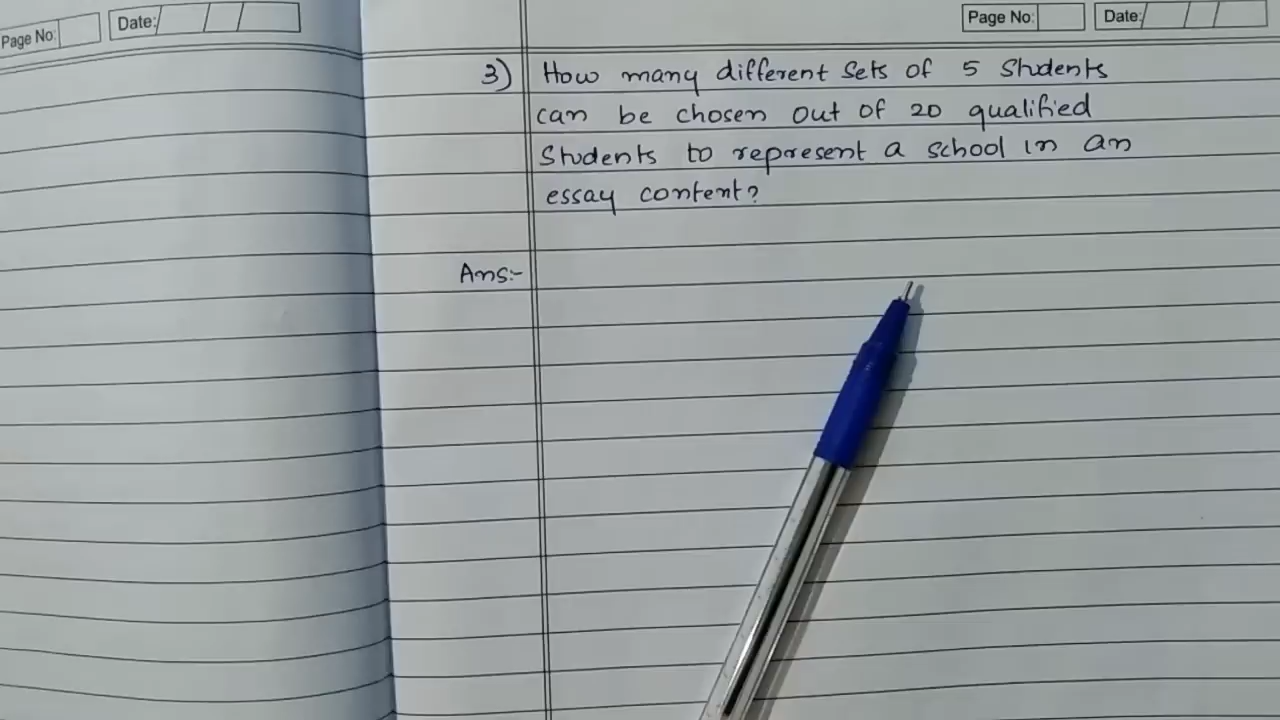 Page No:
Date:
Page No:
Date:
3) How many different sets of 5 students
can be chosen out of 20 qualified
Students to represent a school in an
essay content?
Ans:-